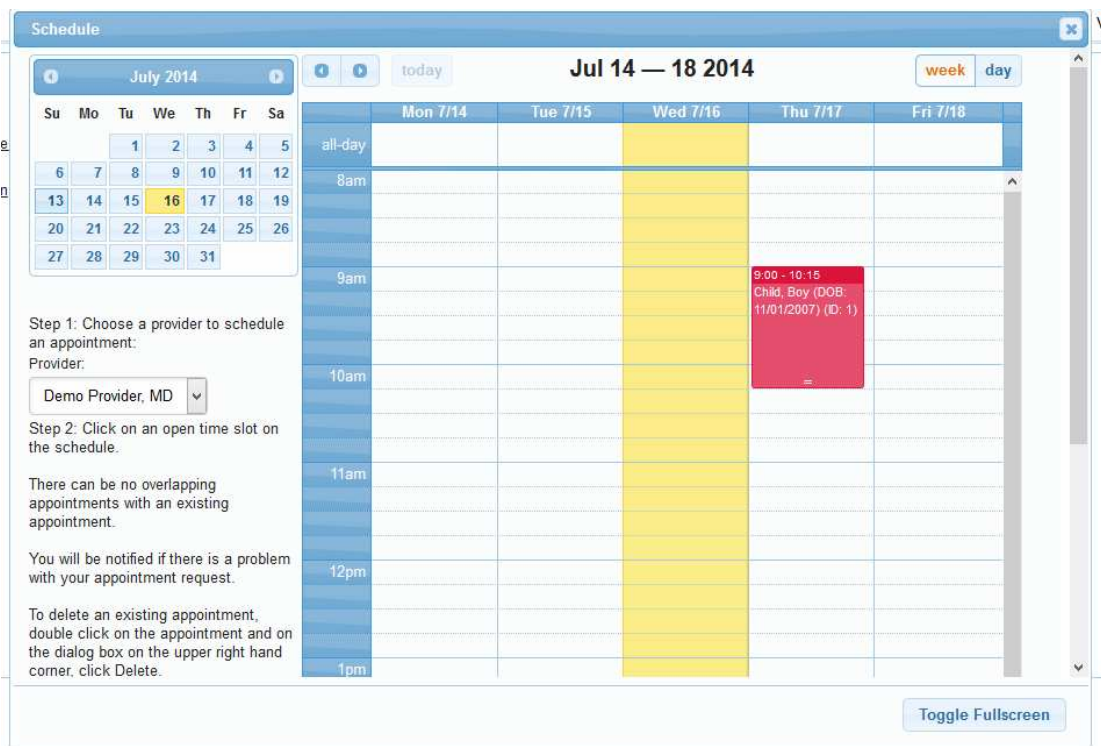 Schedule
July 2014
Su Mo Tu We Th Fr Sa
1 2 3 4 5
6 7 8 9 10 11 12
13 14 15 16 17 18 19
20 21 22 23 24 25 26
27 28 29 30 31
Step 1: Choose a provider to schedule
an appointment:
Provider:
Demo Provider, MD
Step 2: Click on an open time slot on
the schedule.
There can be no overlapping
appointments with an existing
appointment.
You will be notified if there is a problem
with your appointment request.
To delete an existing appointment,
double click on the appointment and on
the dialog box on the upper right hand
corner, click Delete.
today
Jul 14 — 18 2014
week day
Mon 7/14 Tue 7/15 Wed 7/16 Thu 7/17 Fri 7/18
all-day
8am
9am
9:00 - 10:15
Child, Boy (DOB:
11/01/2007) (ID: 1)
10am
11am
12pm
1pm
Toggle Fullscreen